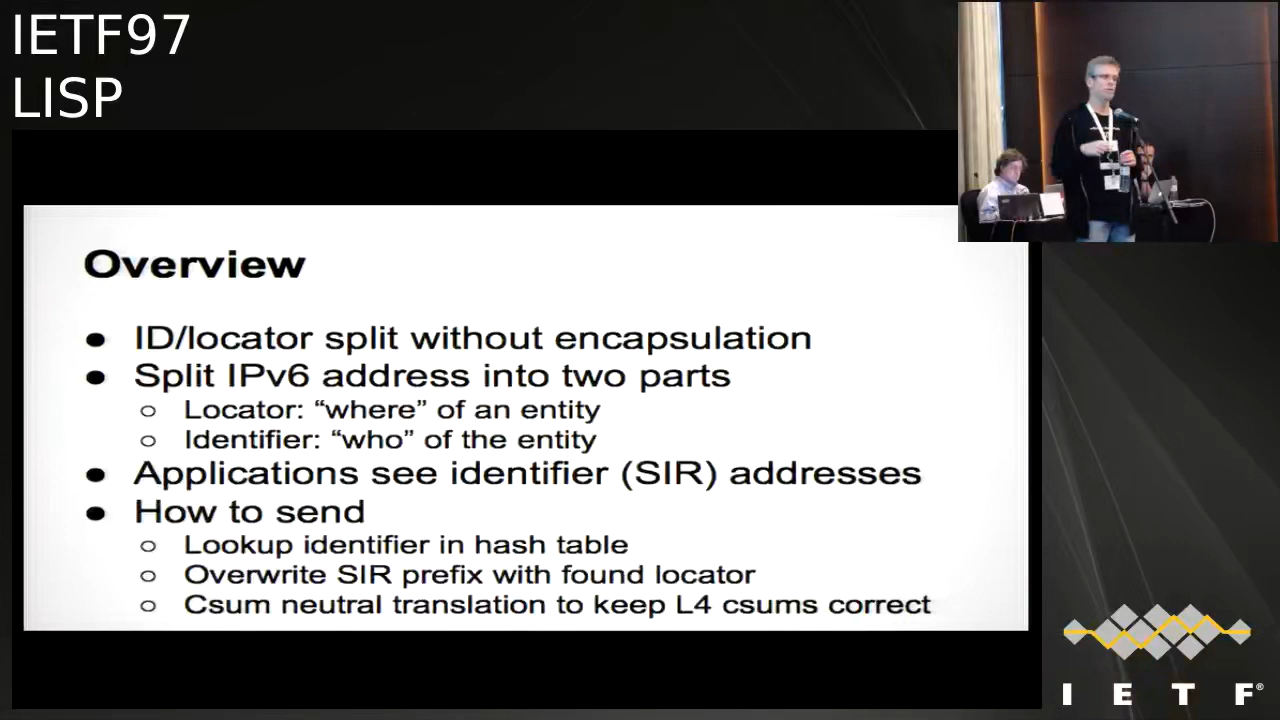 IETF97
LISP
Overview
● ID/locator split without encapsulation
● Split IPv6 address into two parts
○ Locator: “where” of an entity
○ Identifier: “who” of the entity
● Applications see identifier (SIR) addresses
● How to send
○ Lookup identifier in hash table
○ Overwrite SIR prefix with found locator
○ Csum neutral translation to keep L4 csums correct
I E T F®